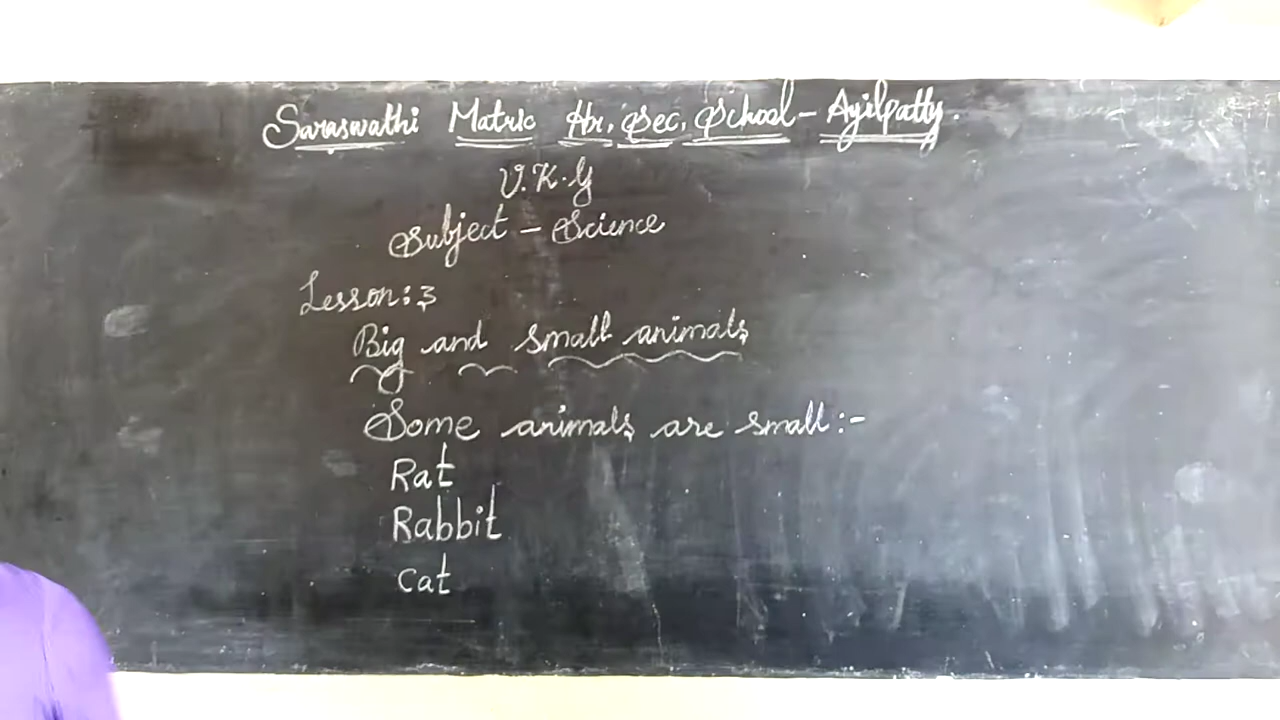 Saraswathi Matric Hr. Sec. School - Ayilpatty.
U.K.G
Subject - Science
Lesson: 3
Big and small animals
Some animals are small:-
Rat
Rabbit
Cat